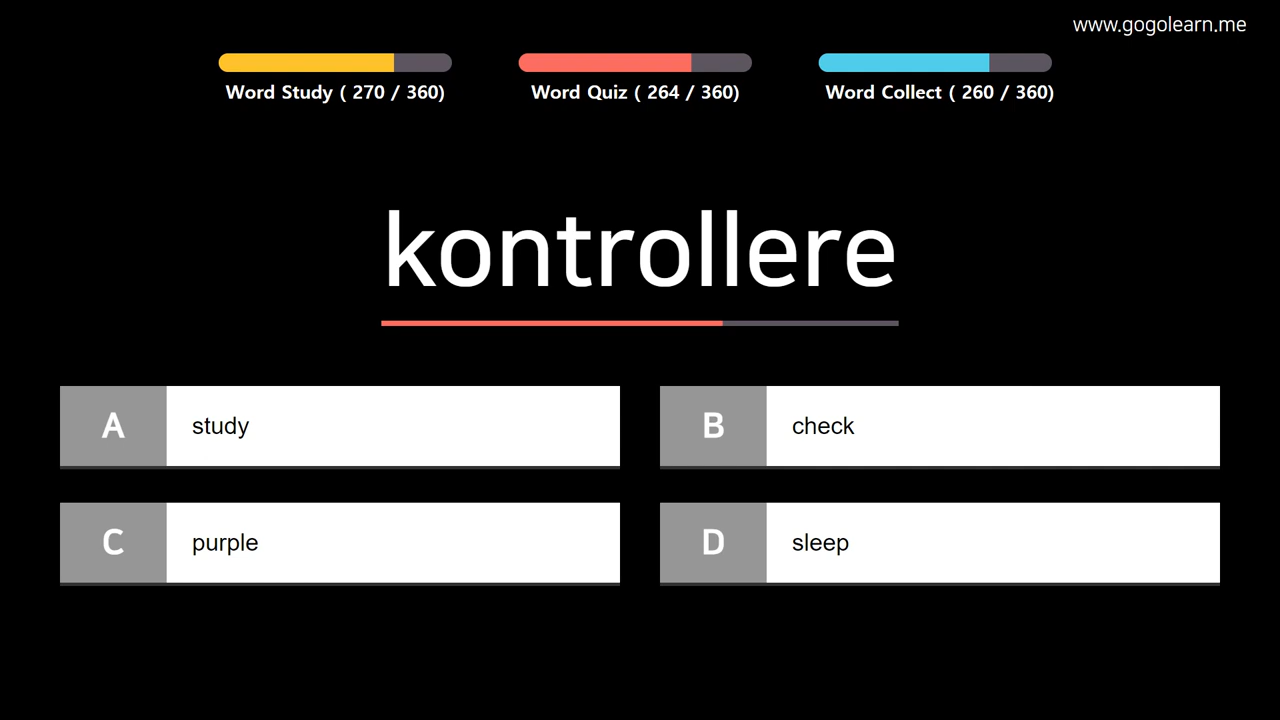 www.gogolearn.me
Word Study ( 270 / 360)
Word Quiz ( 264 / 360)
Word Collect ( 260 / 360)
kontrollere
A study
B check
C purple
D sleep